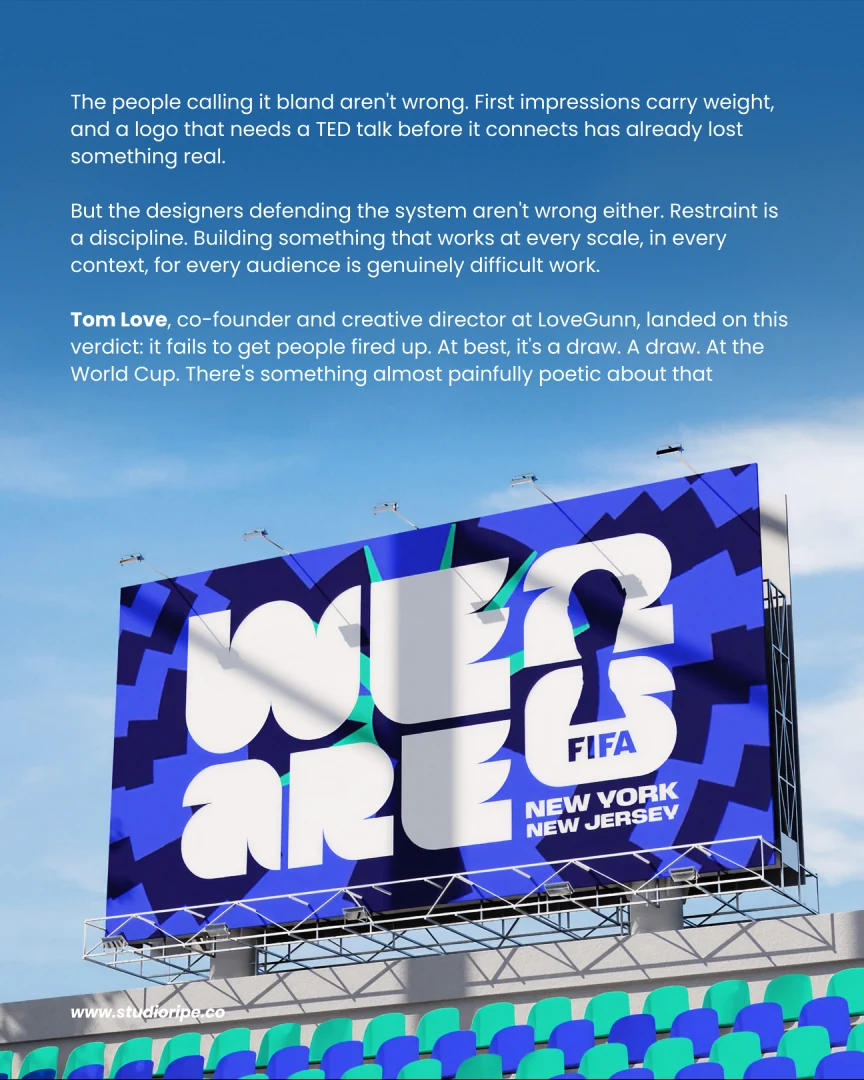 The people calling it bland aren't wrong. First impressions carry weight,
and a logo that needs a TED talk before it connects has already lost
something real.
But the designers defending the system aren't wrong either. Restraint is
a discipline. Building something that works at every scale, in every
context, for every audience is genuinely difficult work.
Tom Love, co-founder and creative director at LoveGunn, landed on this
verdict: it fails to get people fired up. At best, it's a draw. A draw. At the
World Cup. There's something almost painfully poetic about that
WE
ARE
26
FIFA
NEW YORK
NEW JERSEY
www.studioripe.co